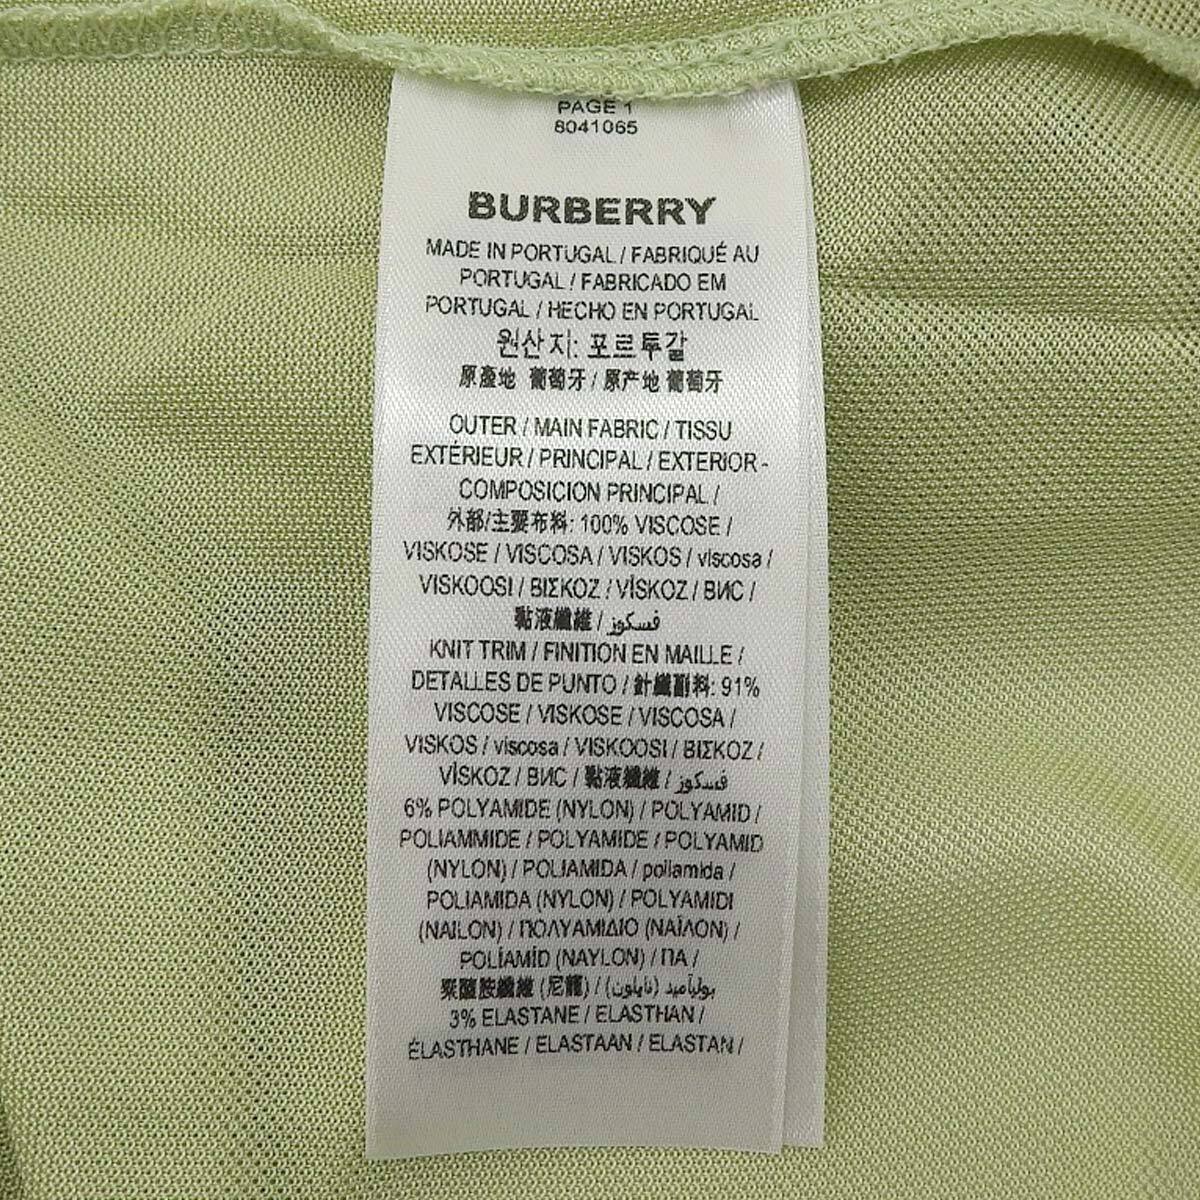 PAGE 1
8041065
BURBERRY
MADE IN PORTUGAL / FABRIQUÉ AU
PORTUGAL / FABRICADO EM
PORTUGAL / HECHO EN PORTUGAL
원산지: 포르투갈
原產地 葡萄牙 / 原产地 葡萄牙
OUTER / MAIN FABRIC / TISSU
EXTÉRIEUR / PRINCIPAL / EXTERIOR -
COMPOSICION PRINCIPAL /
外部/主要布料: 100% VISCOSE /
VISKOSE / VISCOSA / VISKOS / viscosa /
VISKOOSI / ΒΙΣΚΟΖ / VİSKOZ / ВИС /
黏液纖維 / فسكوز
KNIT TRIM / FINITION EN MAILLE /
DETALLES DE PUNTO / 針織副料: 91%
VISCOSE / VISKOSE / VISCOSA /
VISKOS / viscosa / VISKOOSI / ΒΙΣΚΟΖ /
VİSKOZ / ВИС / 黏液纖維 / فسكوز
6% POLYAMIDE (NYLON) / POLYAMID /
POLIAMMIDE / POLYAMIDE / POLYAMID
(NYLON) / POLIAMIDA / poliamida /
POLIAMIDA (NYLON) / POLYAMIDI
(NAILON) / ΠΟΛΥΑΜΙΔΙΟ (ΝΑΪΛΟΝ) /
POLİAMİD (NAYLON) / ПА /
聚醯胺纖維 (尼龍) / بوليآميد (نايلون)
3% ELASTANE / ELASTHAN /
ÉLASTHANE / ELASTAAN / ELASTAN /